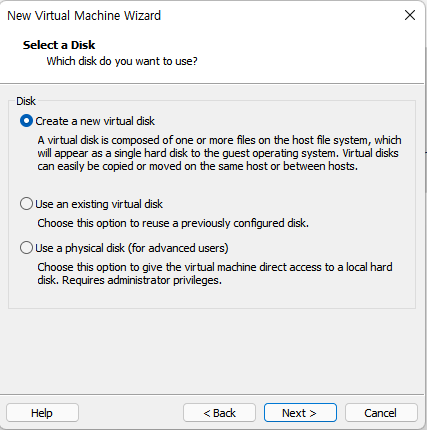 New Virtual Machine Wizard
Select a Disk
Which disk do you want to use?
Disk
Create a new virtual disk
A virtual disk is composed of one or more files on the host file system, which
will appear as a single hard disk to the guest operating system. Virtual disks
can easily be copied or moved on the same host or between hosts.
Use an existing virtual disk
Choose this option to reuse a previously configured disk.
Use a physical disk (for advanced users)
Choose this option to give the virtual machine direct access to a local hard
disk. Requires administrator privileges.
Help
< Back
Next >
Cancel